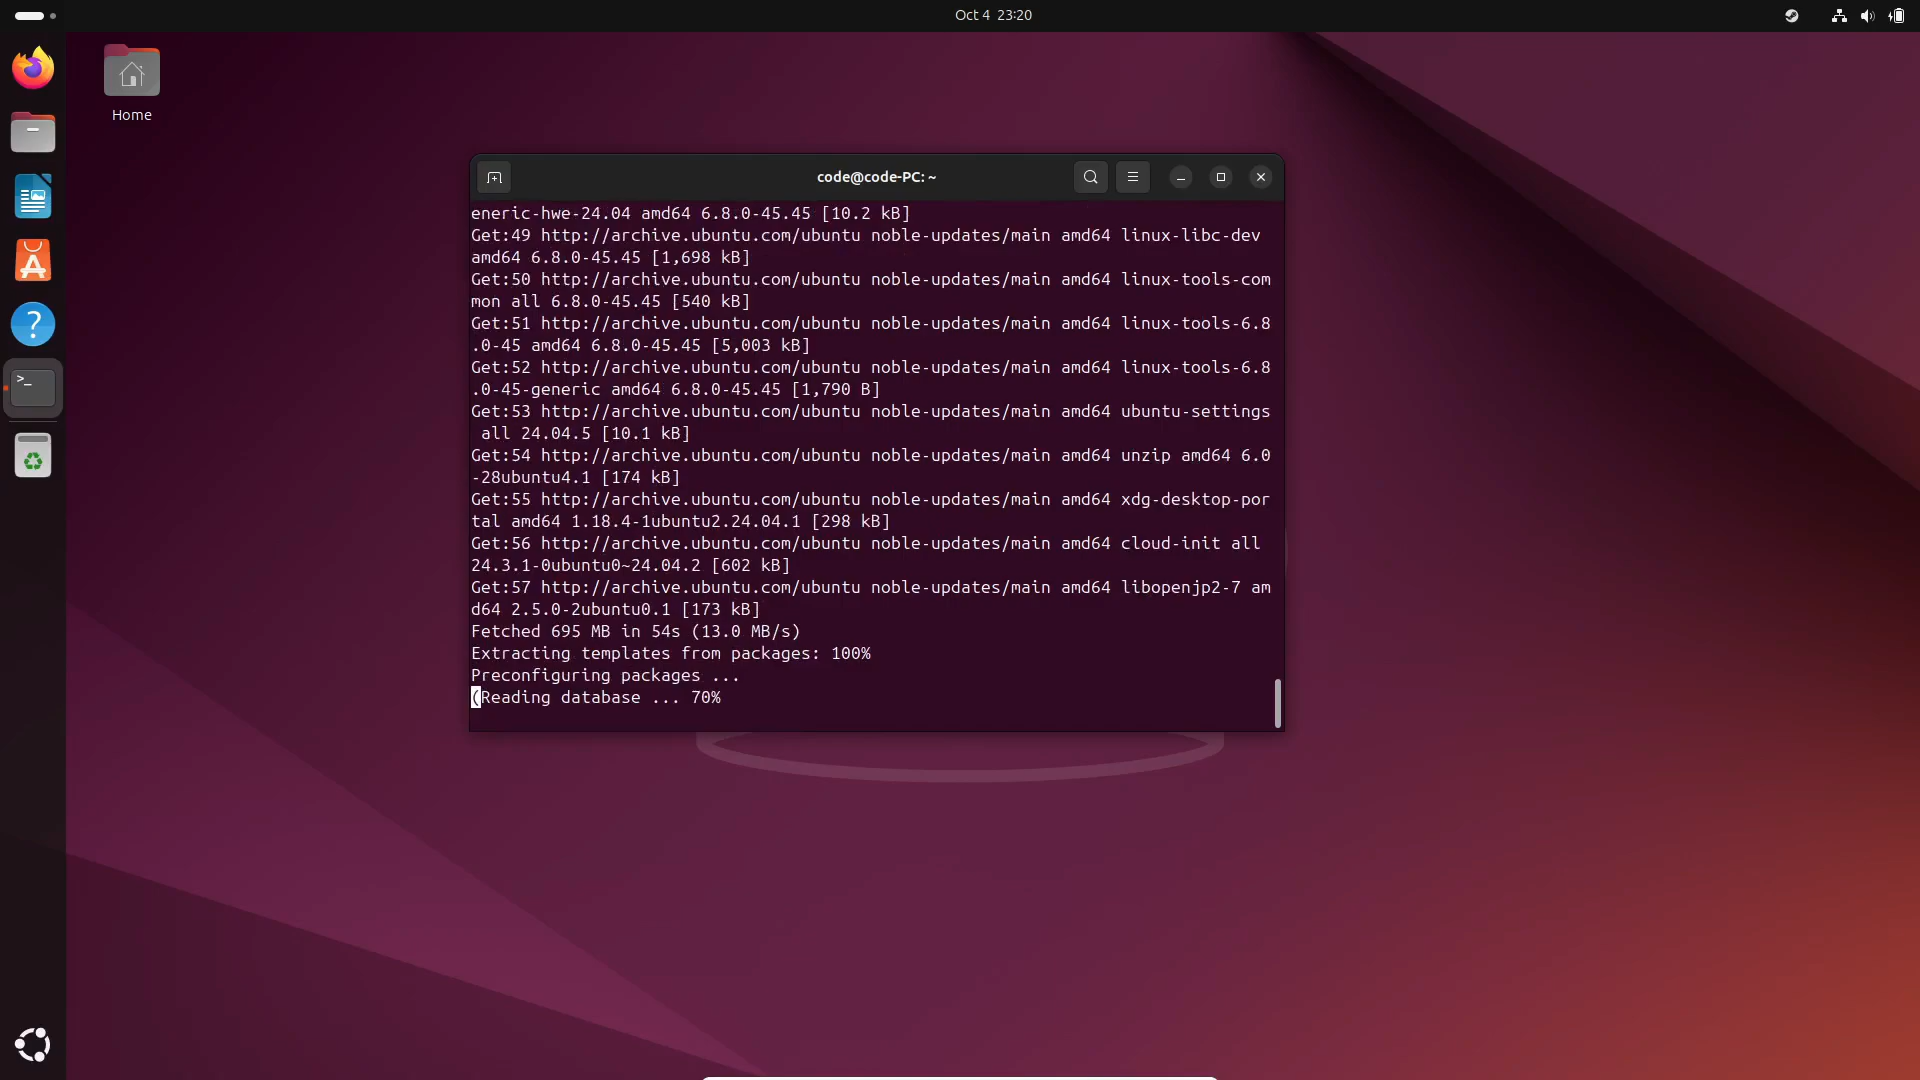 Oct 4 23:20
Home
code@code-PC: ~
eneric-hwe-24.04 amd64 6.8.0-45.45 [10.2 kB]
Get:49 http://archive.ubuntu.com/ubuntu noble-updates/main amd64 linux-libc-dev
amd64 6.8.0-45.45 [1,698 kB]
Get:50 http://archive.ubuntu.com/ubuntu noble-updates/main amd64 linux-tools-com
mon all 6.8.0-45.45 [540 kB]
Get:51 http://archive.ubuntu.com/ubuntu noble-updates/main amd64 linux-tools-6.8
.0-45 amd64 6.8.0-45.45 [5,003 kB]
Get:52 http://archive.ubuntu.com/ubuntu noble-updates/main amd64 linux-tools-6.8
.0-45-generic amd64 6.8.0-45.45 [1,790 B]
Get:53 http://archive.ubuntu.com/ubuntu noble-updates/main amd64 ubuntu-settings
 all 24.04.5 [10.1 kB]
Get:54 http://archive.ubuntu.com/ubuntu noble-updates/main amd64 unzip amd64 6.0
-28ubuntu4.1 [174 kB]
Get:55 http://archive.ubuntu.com/ubuntu noble-updates/main amd64 xdg-desktop-por
tal amd64 1.18.4-1ubuntu2.24.04.1 [298 kB]
Get:56 http://archive.ubuntu.com/ubuntu noble-updates/main amd64 cloud-init all
24.3.1-0ubuntu0~24.04.2 [602 kB]
Get:57 http://archive.ubuntu.com/ubuntu noble-updates/main amd64 libopenjp2-7 am
d64 2.5.0-2ubuntu0.1 [173 kB]
Fetched 695 MB in 54s (13.0 MB/s)
Extracting templates from packages: 100%
Preconfiguring packages ...
(Reading database ... 70%